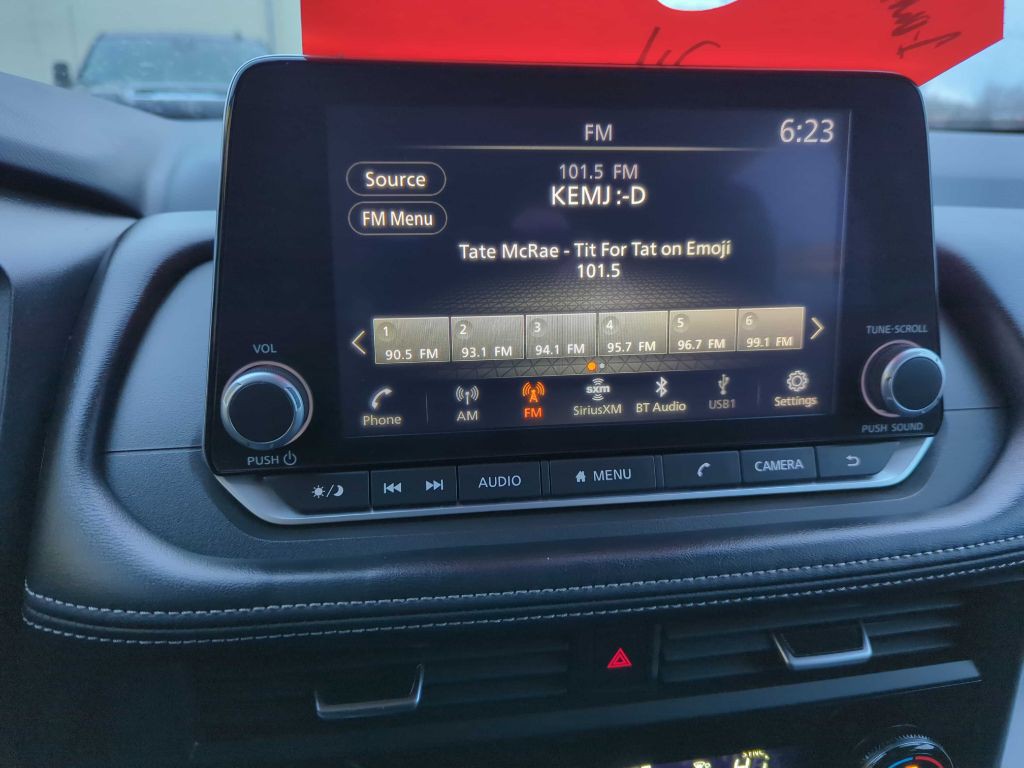 FM
6:23
Source
FM Menu
101.5 FM
KEMJ :-D
Tate McRae - Tit For Tat on Emoji
101.5
1
90.5 FM
2
93.1 FM
3
94.1 FM
4
95.7 FM
5
96.7 FM
6
99.1 FM
Phone
AM
FM
sxm
SiriusXM
BT Audio
USB1
Settings
VOL
PUSH
TUNE·SCROLL
PUSH SOUND
AUDIO
MENU
CAMERA
SYNC